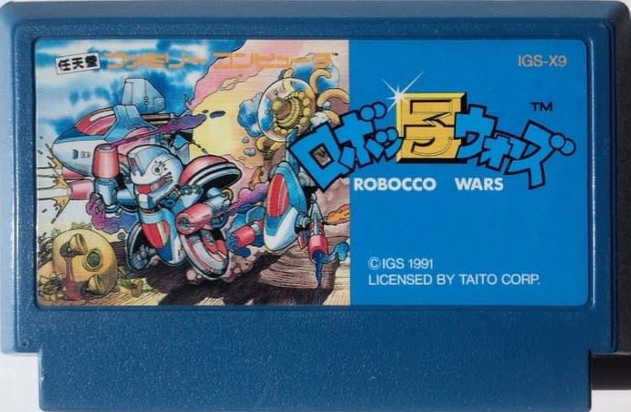 任天堂 ファミリー コンピュータ
IGS-X9
ロボッ5ウォーズ
TM
ROBOCCO WARS
©IGS 1991
LICENSED BY TAITO CORP.